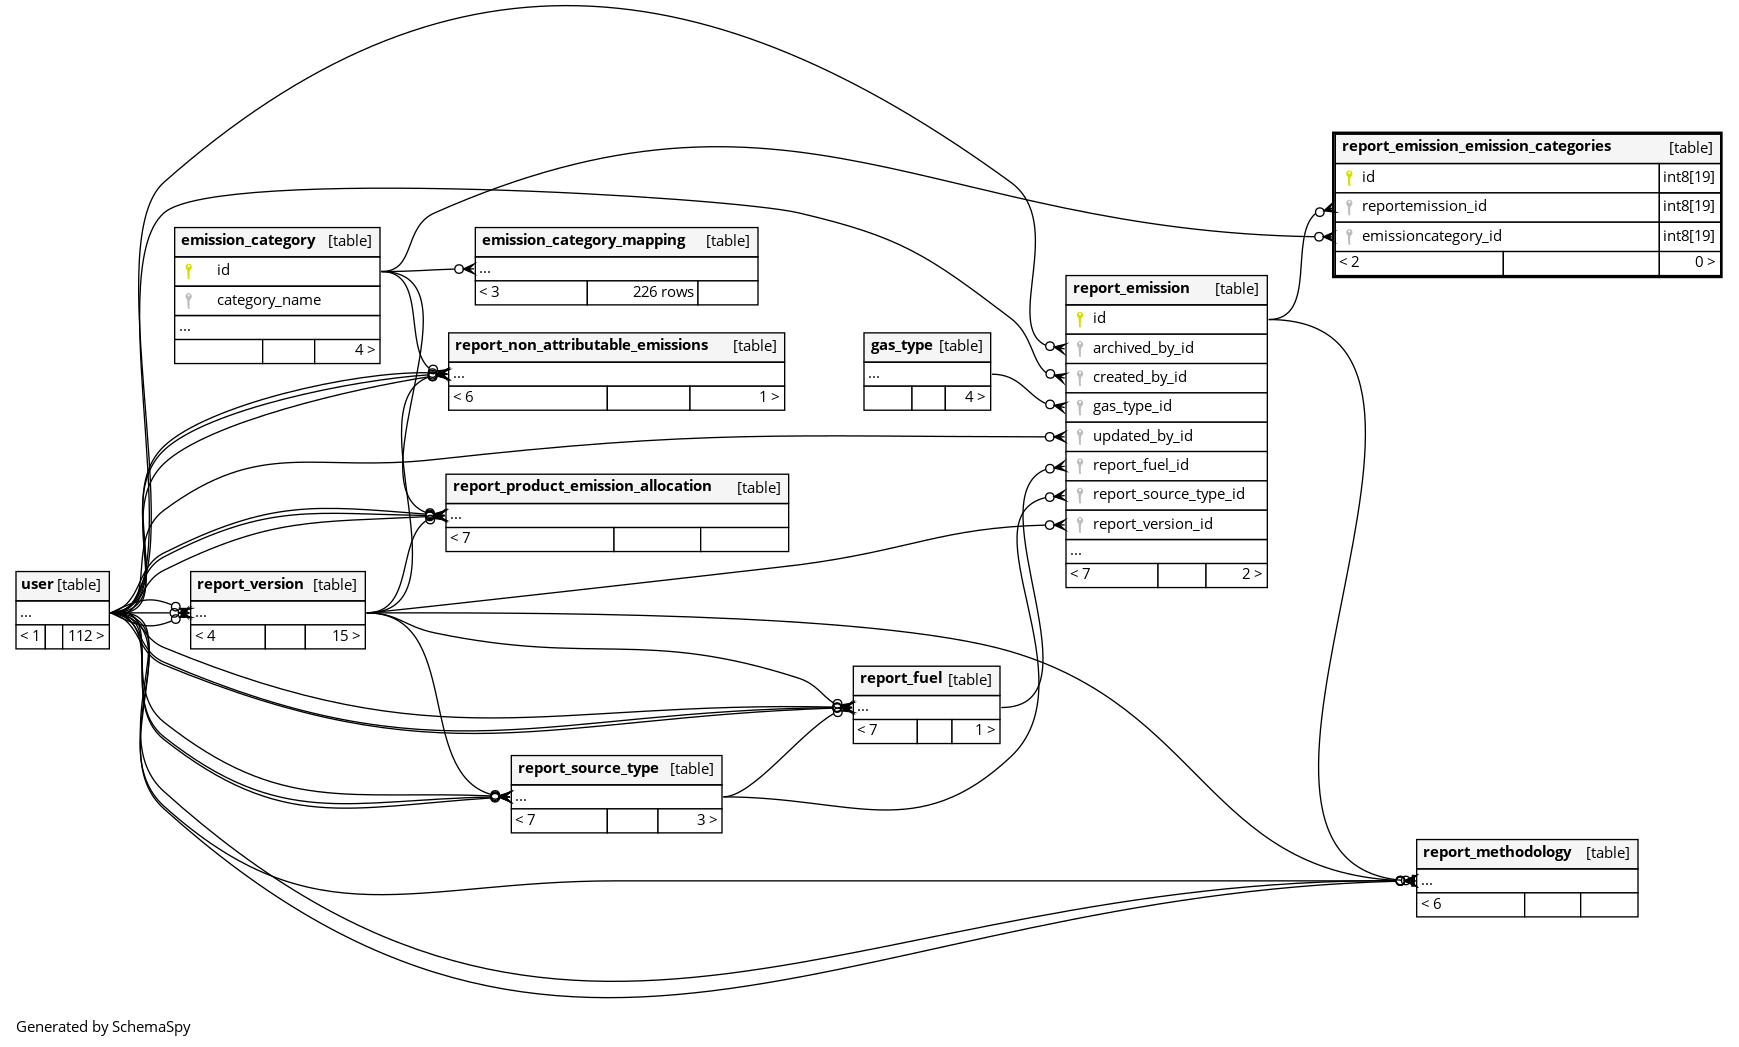 report_emission_emission_categories [table]
id int8[19]
reportemission_id int8[19]
emissioncategory_id int8[19]
< 2 0 >
emission_category [table]
id
category_name
...
4 >
emission_category_mapping [table]
...
< 3 226 rows
report_emission [table]
id
archived_by_id
created_by_id
gas_type_id
updated_by_id
report_fuel_id
report_source_type_id
report_version_id
...
< 7 2 >
report_non_attributable_emissions [table]
...
< 6 1 >
gas_type [table]
...
4 >
report_product_emission_allocation [table]
...
< 7
user [table]
...
< 1 112 >
report_version [table]
...
< 4 15 >
report_fuel [table]
...
< 7 1 >
report_source_type [table]
...
< 7 3 >
report_methodology [table]
...
< 6
Generated by SchemaSpy